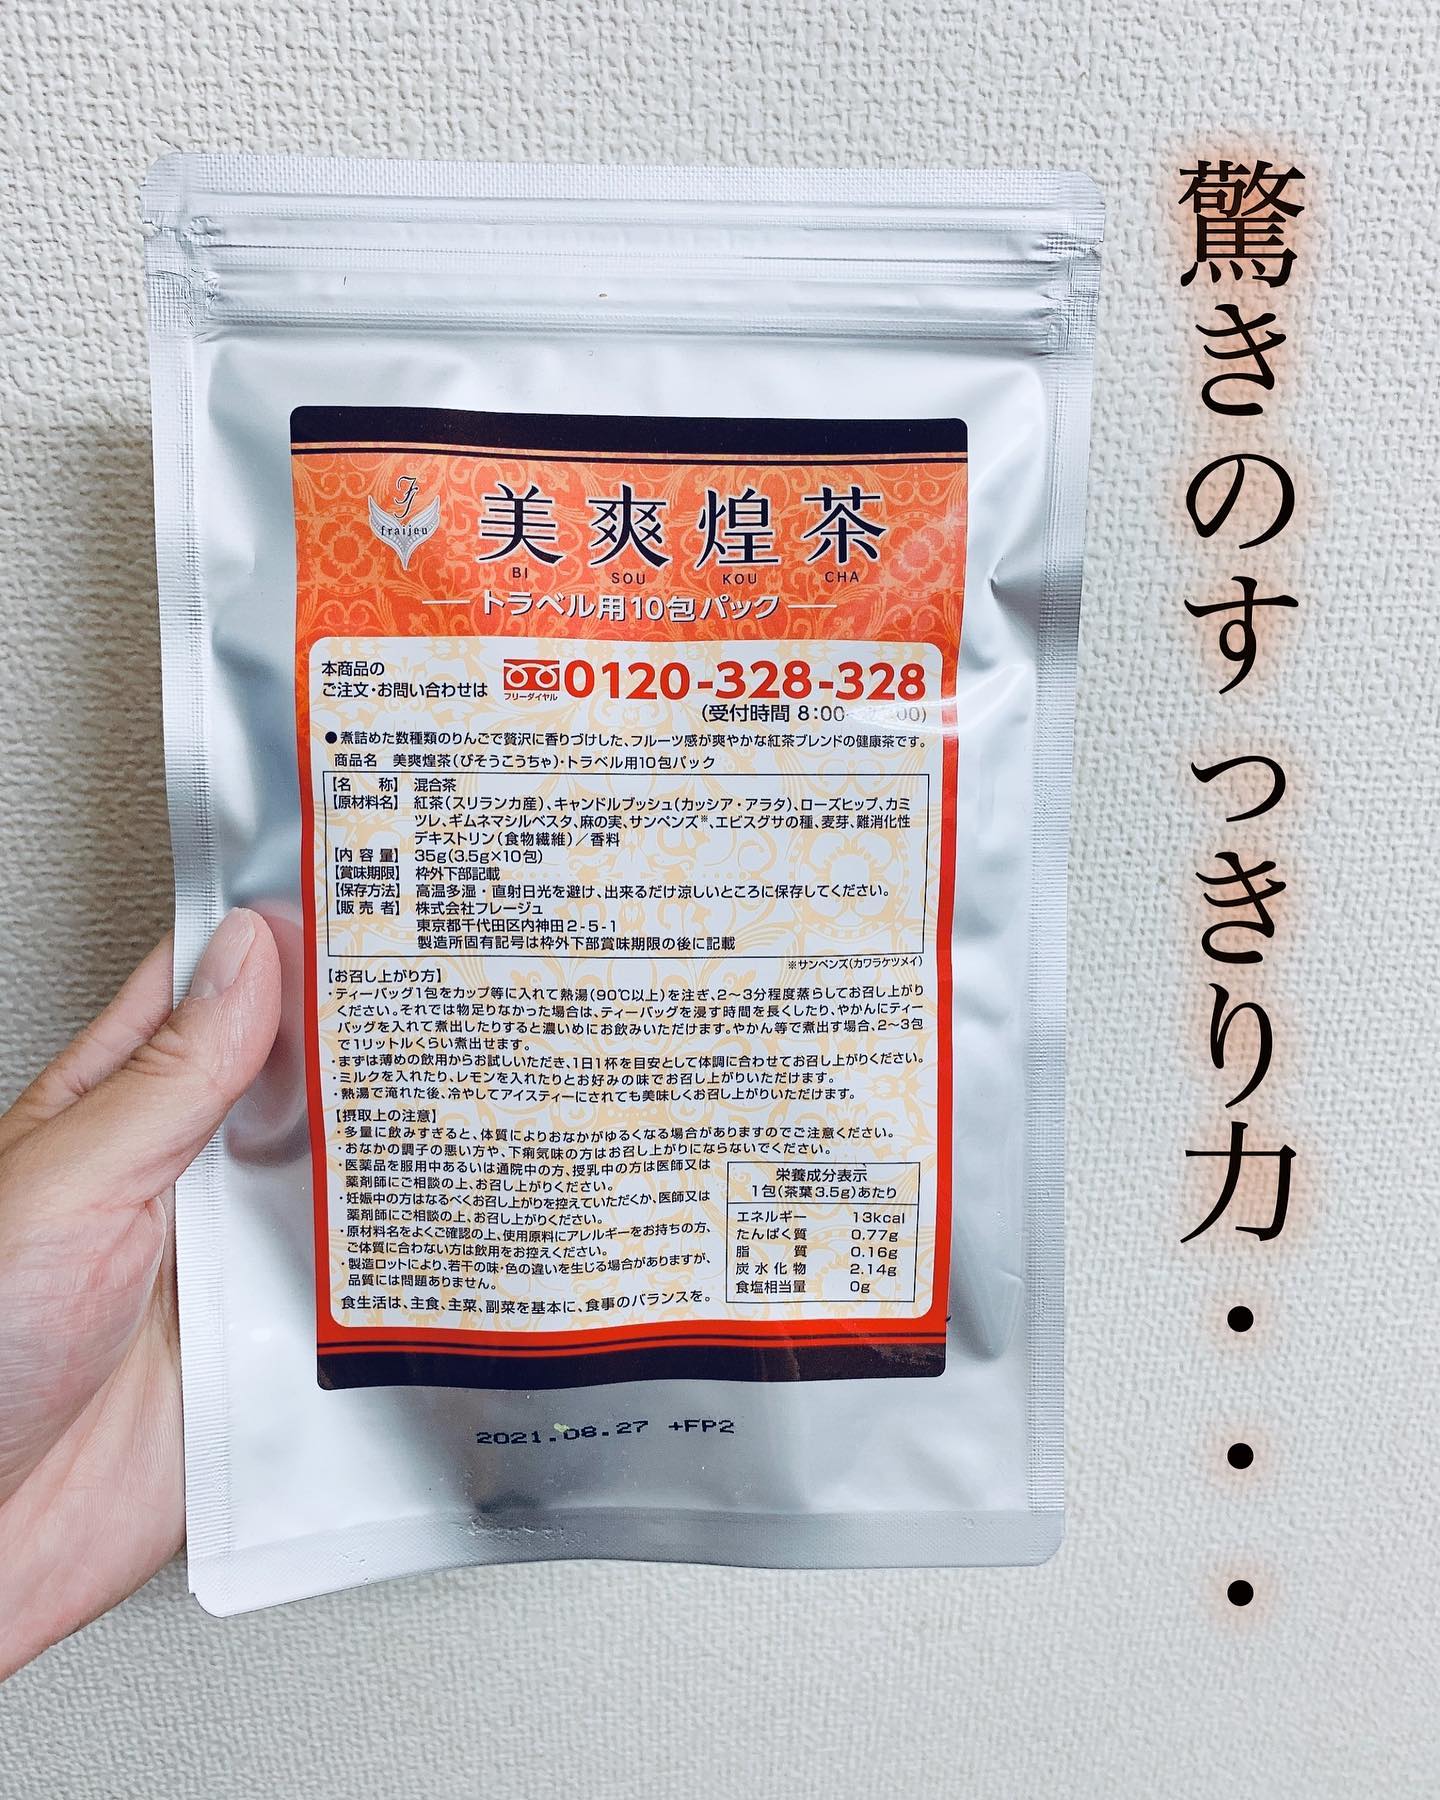 驚きのすっきり力・・・
fraijeu
美爽煌茶
BI SOU KOU CHA
トラベル用10包パック
本商品の
ご注文・お問い合わせは
フリーダイヤル
0120-328-328
(受付時間 8:00
00)
●煮詰めた数種類のりんごで贅沢に香りづけした、フルーツ感が爽やかな紅茶ブレンドの健康茶です。
商品名 美爽煌茶(びそうこうちゃ)・トラベル用10包パック
【名 称】 混合茶
【原材料名】 紅茶(スリランカ産)、キャンドルブッシュ(カッシア・アラタ)、ローズヒップ、カミ
ツレ、ギムネマシルベスタ、麻の実、サンペンズ※、エビスグサの種、麦芽、難消化性
デキストリン(食物繊維)/香料
【内容量】 35g(3.5g×10包)
【賞味期限】 枠外下部記載
【保存方法】 高温多湿・直射日光を避け、出来るだけ涼しいところに保存してください。
【販売者】 株式会社フレージュ
東京都千代田区内神田2-5-1
製造所固有記号は枠外下部賞味期限の後に記載
※サンペンズ(カワラケツメイ)
【お召し上がり方】
・ティーバッグ1包をカップ等に入れて熱湯(90℃以上)を注ぎ、2〜3分程度蒸らしてお召し上がり
ください。それでは物足りなかった場合は、ティーバッグを浸す時間を長くしたり、やかんにティー
バッグを入れて煮出したりすると濃いめにお飲みいただけます。やかん等で煮出す場合、2〜3包
で1リットルくらい煮出せます。
・まずは薄めの飲用からお試しいただき、1日1杯を目安として体調に合わせてお召し上がりください。
・ミルクを入れたり、レモンを入れたりとお好みの味でお召し上がりいただけます。
・熱湯で淹れた後、冷やしてアイスティーにされても美味しくお召し上がりいただけます。
【摂取上の注意】
・多量に飲みすぎると、体質によりおなかがゆるくなる場合がありますのでご注意ください。
・おなかの調子の悪い方や、下痢気味の方はお召し上がりにならないでください。
・医薬品を服用中あるいは通院中の方、授乳中の方は医師又は
薬剤師にご相談の上、お召し上がりください。
・妊娠中の方はなるべくお召し上がりを控えていただくか、医師又は
薬剤師にご相談の上、お召し上がりください。
・原材料名をよくご確認の上、使用原料にアレルギーをお持ちの方、
ご体質に合わない方は飲用をお控えください。
・製造ロットにより、若干の味・色の違いを生じる場合がありますが、
品質には問題ありません。
食生活は、主食、主菜、副菜を基本に、食事のバランスを。
栄養成分表示
1包(茶葉3.5g)あたり
エネルギー 13kcal
たんぱく質 0.77g
脂 質 0.16g
炭水化物 2.14g
食塩相当量 0g
2021.08.27 +FP2